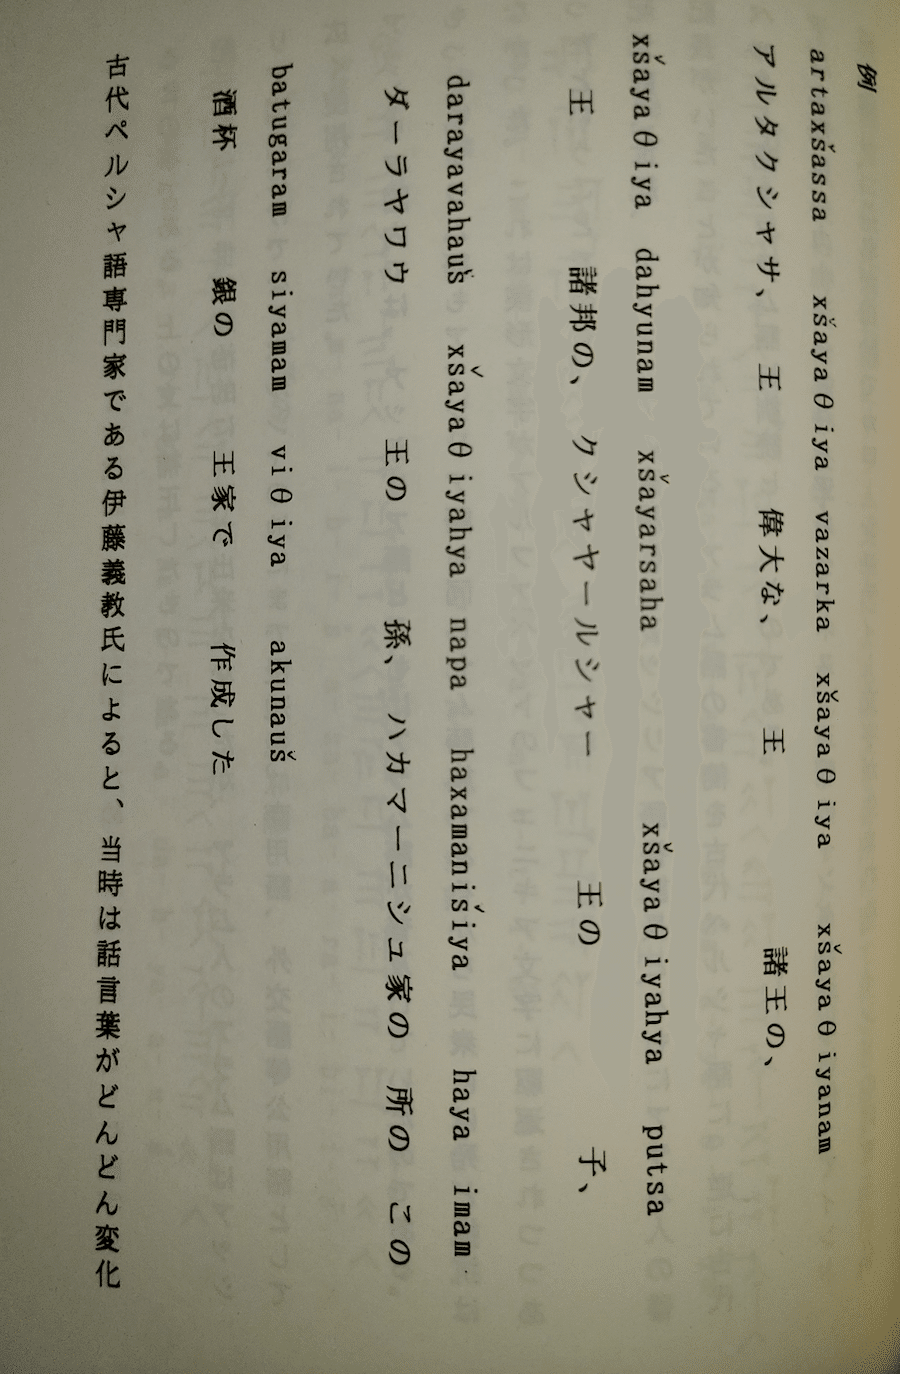 例
artaxšassa xšayaθiya vazarka xšayaθiya xšayaθiyanam
アルタクシャサ、 王 偉大な、 王 諸王の、
xšayaθiya dahyunam xšayarsaha xšayaθiyahya putsa
王 諸邦の、 クシャヤールシャー 王の 子、
darayavahauš xšayaθiyahya napa haxamanišiya haya imam
ダーラヤワウ 王の 孫、 ハカマーニシュ家の 所の この
batugaram siyamam viθiya akunauš
酒杯 銀の 王家で 作成した
古代ペルシャ語専門家である伊藤義教氏によると、当時は話言葉がどんどん変化